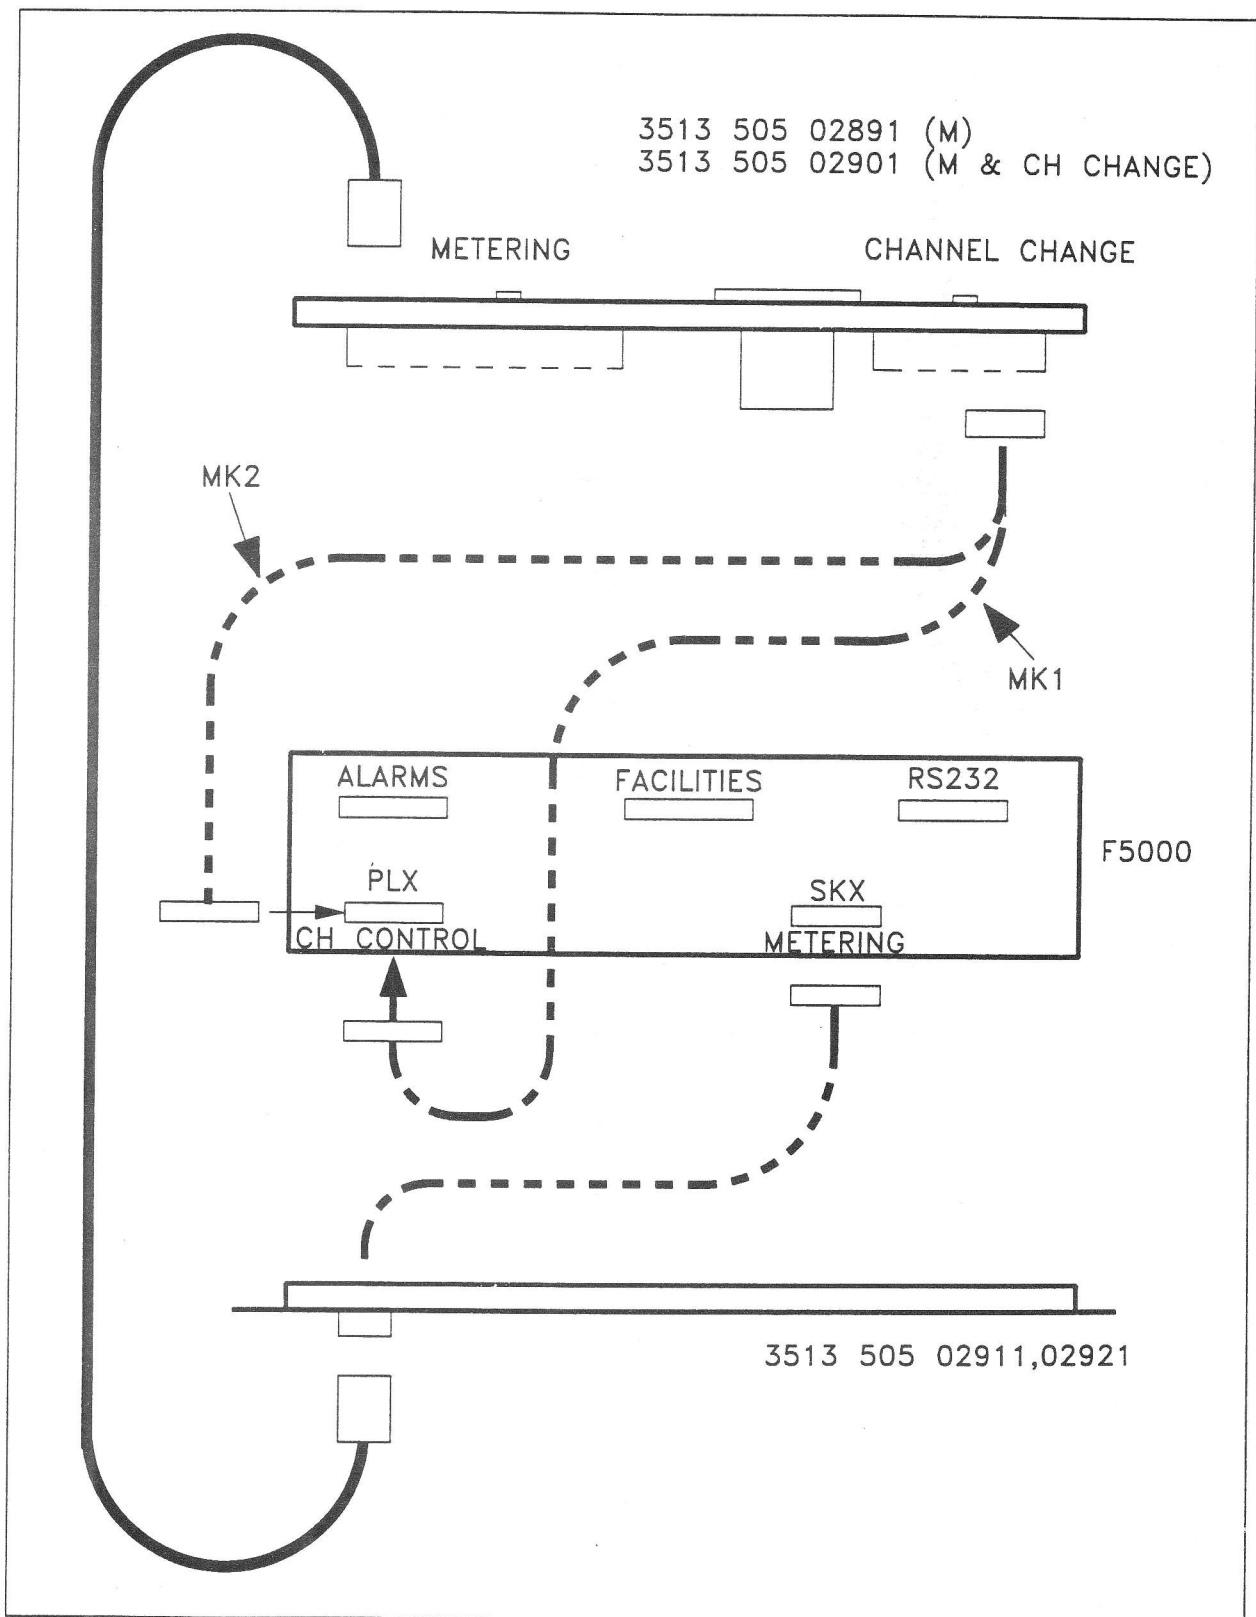 3513 505 02891 (M)
3513 505 02901 (M & CH CHANGE)
METERING
CHANNEL CHANGE
MK2
MK1
ALARMS
FACILITIES
RS232
F5000
PLX
SKX
CH CONTROL
METERING
3513 505 02911,02921